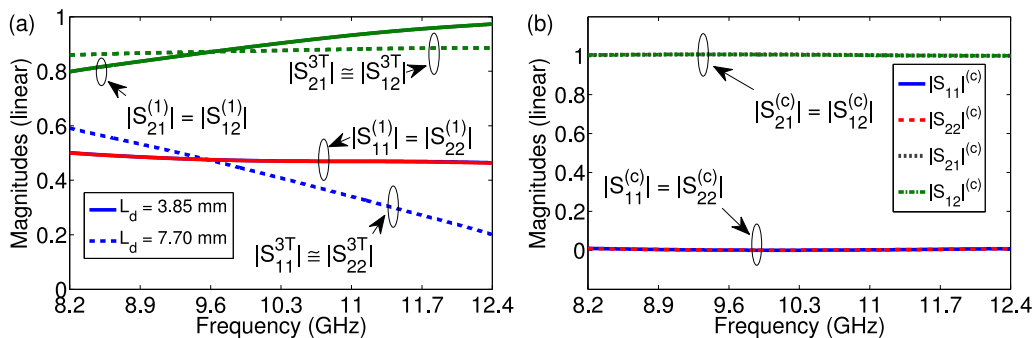 (a)
Magnitudes (linear)
1
0.8
0.6
0.4
0.2
0
|S21^3T| ≅ |S12^3T|
|S21^(1)| = |S12^(1)|
|S11^(1)| = |S22^(1)|
L_d = 3.85 mm
L_d = 7.70 mm
|S11^3T| ≅ |S22^3T|
8.2 8.9 9.6 10.3 11 11.7 12.4
Frequency (GHz)
(b)
Magnitudes (linear)
1
0.8
0.6
0.4
0.2
0
|S21^(c)| = |S12^(c)|
|S11^(c)| = |S22^(c)|
|S11|^(c)
|S22|^(c)
|S21|^(c)
|S12|^(c)
8.2 8.9 9.6 10.3 11 11.7 12.4
Frequency (GHz)